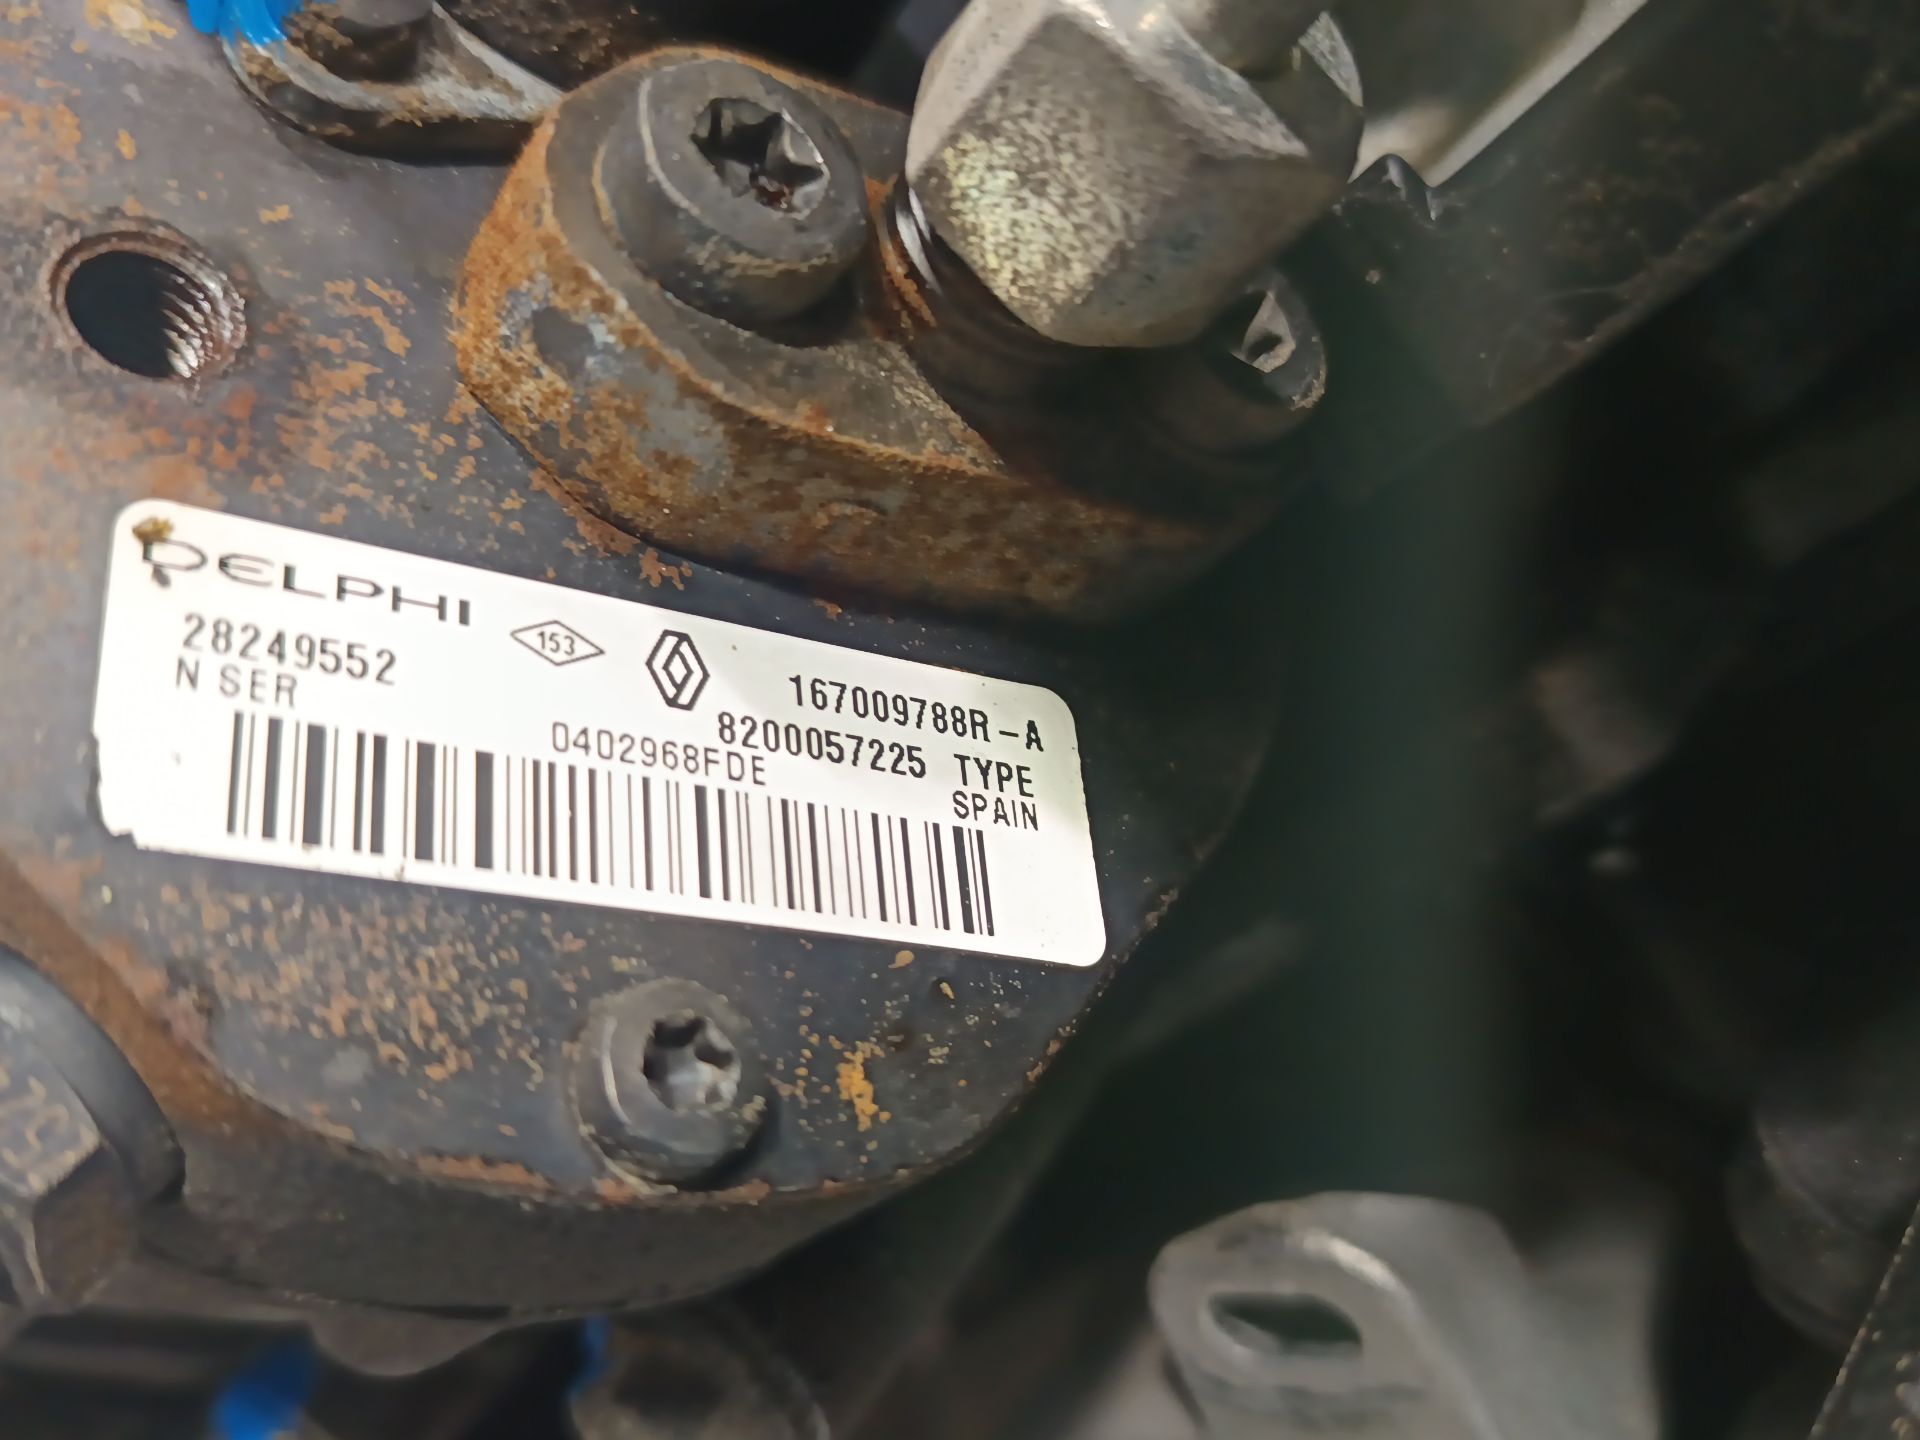 DELPHI
28249552
153
167009788R-A
N SER
0402968FDE
8200057225 TYPE
SPAIN